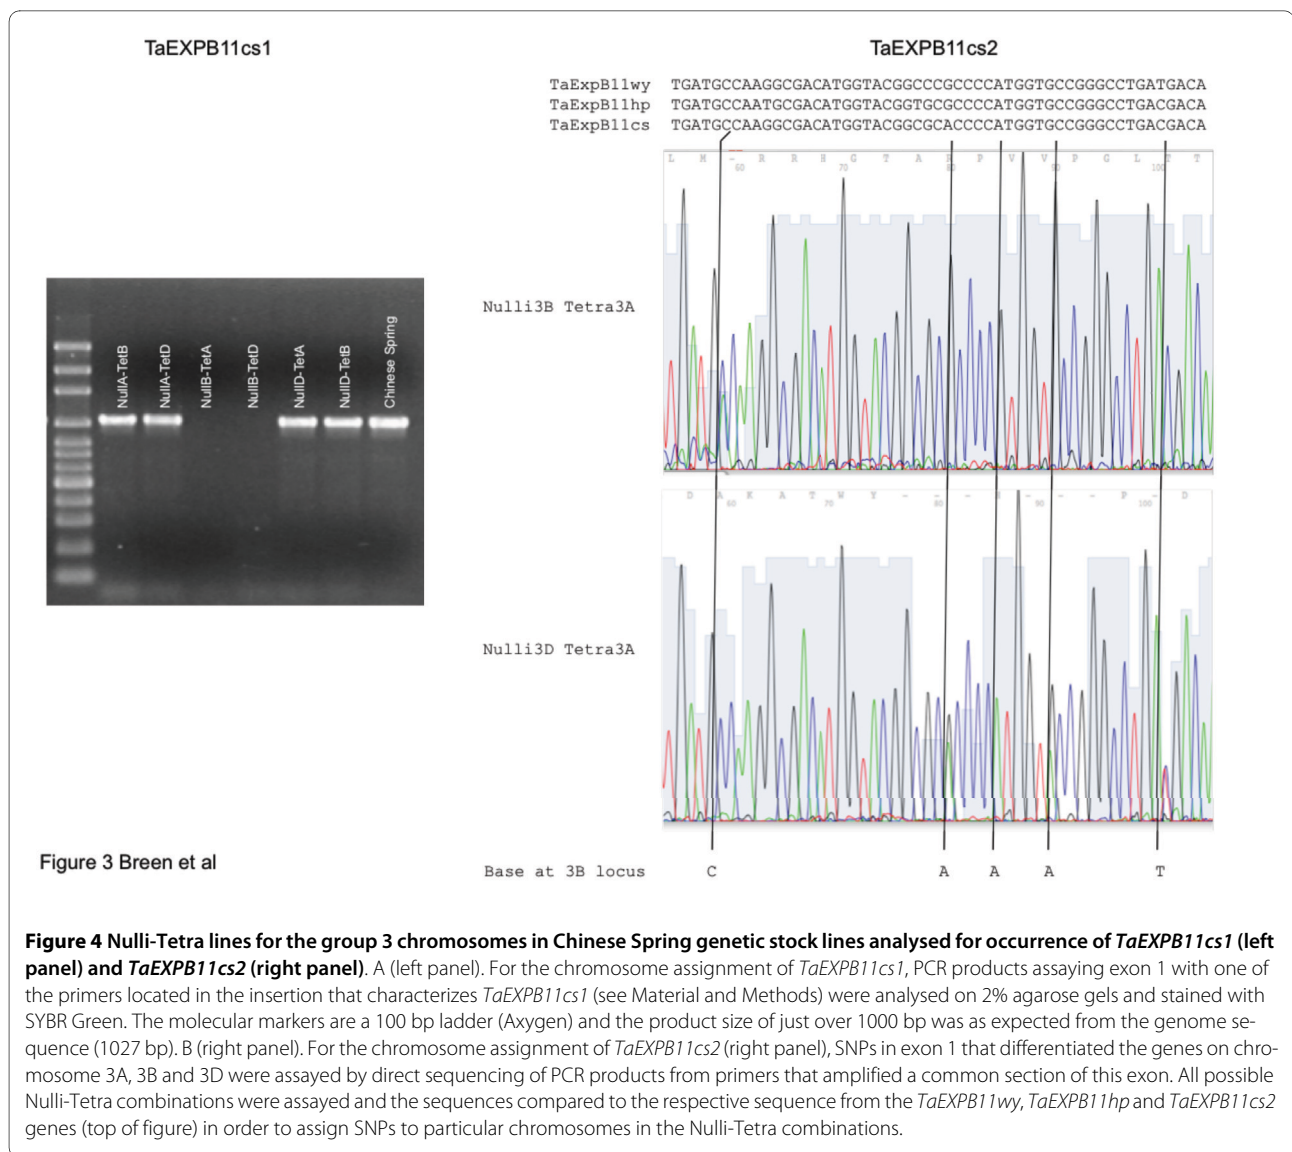 TaEXPB11cs1
TaEXPB11cs2
TaExpB11wy TGATGCCAAGGCGACATGGTACGGCCCGCCCCATGGTGCCGGGCCTGATGACA
TaExpB11hp TGATGCCAATGCGACATGGTACGGTGCGCCCCATGGTGCCGGGCCTGACGACA
TaExpB11cs TGATGCCAAGGCGACATGGTACGGCGCACCCCATGGTGCCGGGCCTGACGACA
L M - R R H G T A R P V V P G L T T
60 70 80 90 100
Nulli3B Tetra3A
NullA-TetB
NullA-TetD
NullB-TetA
NullB-TetD
NullD-TetA
NullD-TetB
Chinese Spring
D A K A T W Y - - - H - - - P - D
60 70 80 90 100
Nulli3D Tetra3A
Figure 3 Breen et al
Base at 3B locus C A A A T
Figure 4 Nulli-Tetra lines for the group 3 chromosomes in Chinese Spring genetic stock lines analysed for occurrence of TaEXPB11cs1 (left
panel) and TaEXPB11cs2 (right panel). A (left panel). For the chromosome assignment of TaEXPB11cs1, PCR products assaying exon 1 with one of
the primers located in the insertion that characterizes TaEXPB11cs1 (see Material and Methods) were analysed on 2% agarose gels and stained with
SYBR Green. The molecular markers are a 100 bp ladder (Axygen) and the product size of just over 1000 bp was as expected from the genome se-
quence (1027 bp). B (right panel). For the chromosome assignment of TaEXPB11cs2 (right panel), SNPs in exon 1 that differentiated the genes on chro-
mosome 3A, 3B and 3D were assayed by direct sequencing of PCR products from primers that amplified a common section of this exon. All possible
Nulli-Tetra combinations were assayed and the sequences compared to the respective sequence from the TaEXPB11wy, TaEXPB11hp and TaEXPB11cs2
genes (top of figure) in order to assign SNPs to particular chromosomes in the Nulli-Tetra combinations.